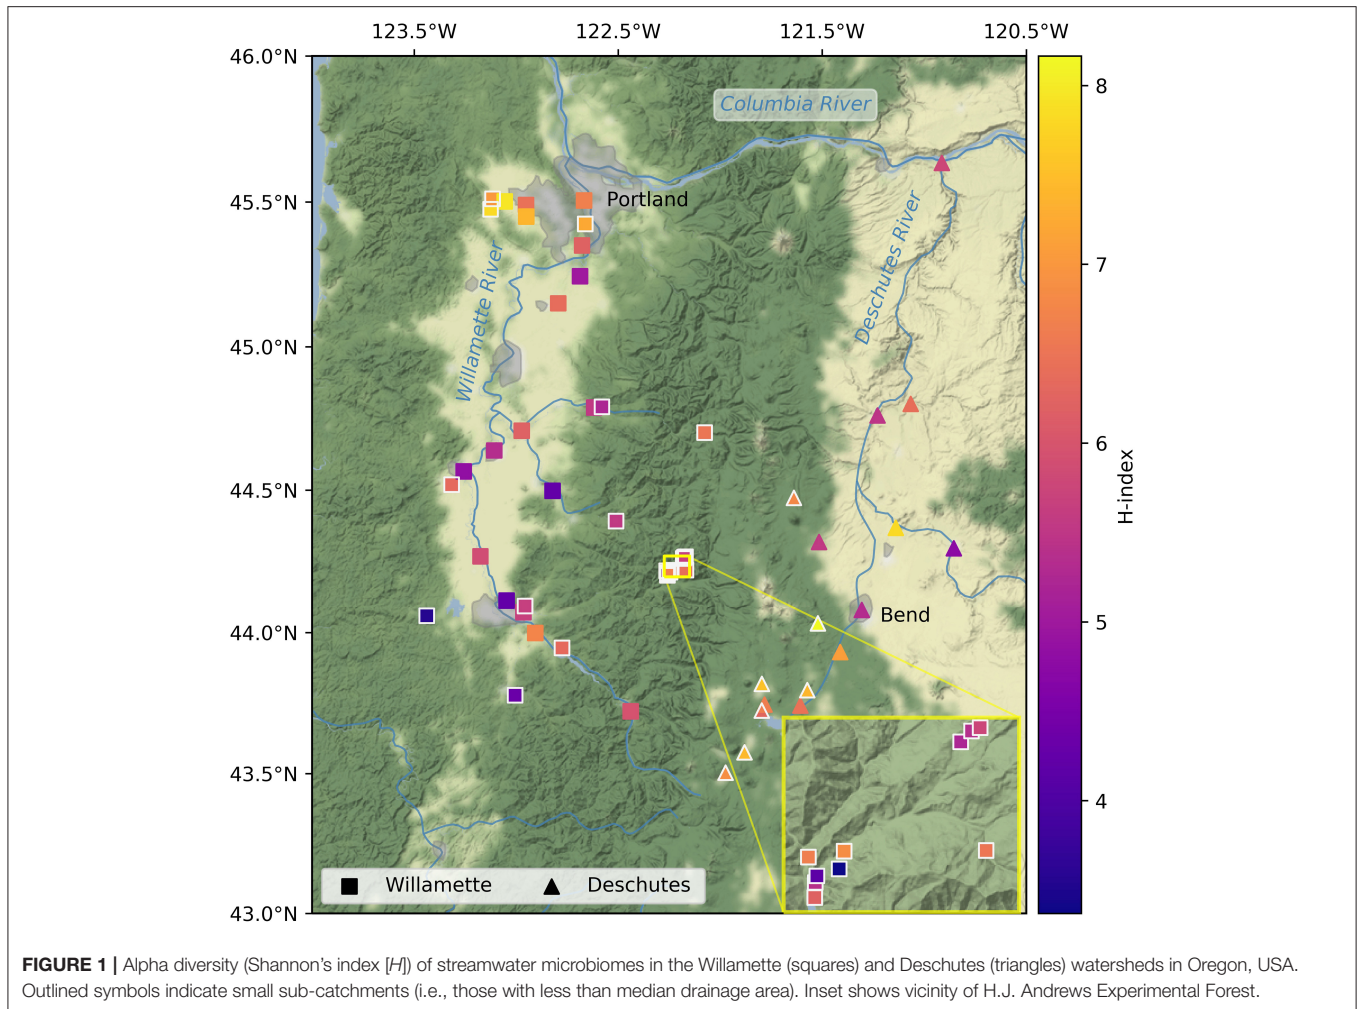 123.5°W 122.5°W 121.5°W 120.5°W
46.0°N
45.5°N
45.0°N
44.5°N
44.0°N
43.5°N
43.0°N
Columbia River
Portland
Willamette River
Deschutes River
Bend
Willamette Deschutes
8
7
6
5
4
H-index
FIGURE 1 | Alpha diversity (Shannon's index [H]) of streamwater microbiomes in the Willamette (squares) and Deschutes (triangles) watersheds in Oregon, USA.
Outlined symbols indicate small sub-catchments (i.e., those with less than median drainage area). Inset shows vicinity of H.J. Andrews Experimental Forest.